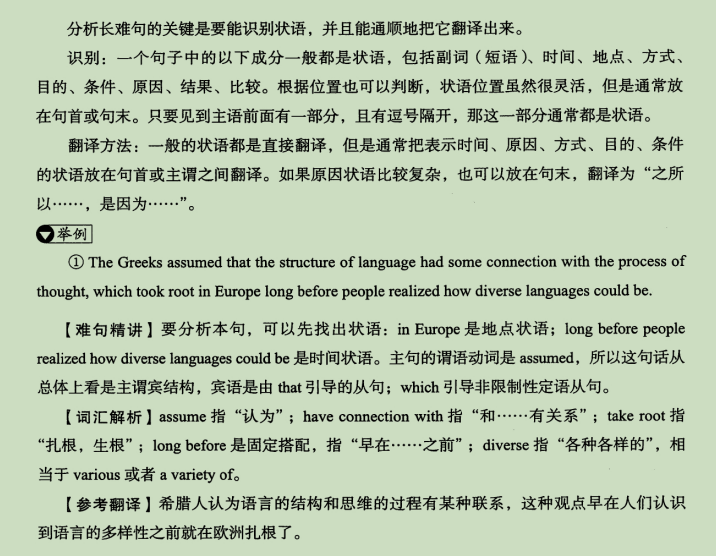 分析长难句的关键是要能识别状语，并且能通顺地把它翻译出来。
识别：一个句子中的以下成分一般都是状语，包括副词（短语）、时间、地点、方式、
目的、条件、原因、结果、比较。根据位置也可以判断，状语位置虽然很灵活，但是通常放
在句首或句末。只要见到主语前面有一部分，且有逗号隔开，那这一部分通常都是状语。
翻译方法：一般的状语都是直接翻译，但是通常把表示时间、原因、方式、目的、条件
的状语放在句首或主谓之间翻译。如果原因状语比较复杂，也可以放在句末，翻译为“之所
以……，是因为……”。
举例
① The Greeks assumed that the structure of language had some connection with the process of
thought, which took root in Europe long before people realized how diverse languages could be.
【难句精讲】要分析本句，可以先找出状语：in Europe 是地点状语；long before people
realized how diverse languages could be 是时间状语。主句的谓语动词是 assumed，所以这句话从
总体上看是主谓宾结构，宾语是由 that 引导的从句；which 引导非限制性定语从句。
【词汇解析】assume 指“认为”；have connection with 指“和……有关系”；take root 指
“扎根，生根”；long before 是固定搭配，指“早在……之前”；diverse 指“各种各样的”，相
当于 various 或者 a variety of。
【参考翻译】希腊人认为语言的结构和思维的过程有某种联系，这种观点早在人们认识
到语言的多样性之前就在欧洲扎根了。